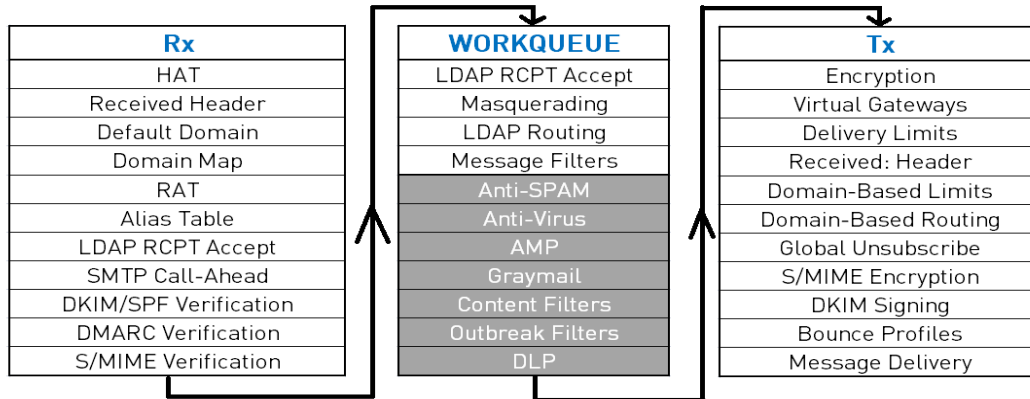 Rx
HAT
Received Header
Default Domain
Domain Map
RAT
Alias Table
LDAP RCPT Accept
SMTP Call-Ahead
DKIM/SPF Verification
DMARC Verification
S/MIME Verification
WORKQUEUE
LDAP RCPT Accept
Masquerading
LDAP Routing
Message Filters
Anti-SPAM
Anti-Virus
AMP
Graymail
Content Filters
Outbreak Filters
DLP
Tx
Encryption
Virtual Gateways
Delivery Limits
Received: Header
Domain-Based Limits
Domain-Based Routing
Global Unsubscribe
S/MIME Encryption
DKIM Signing
Bounce Profiles
Message Delivery